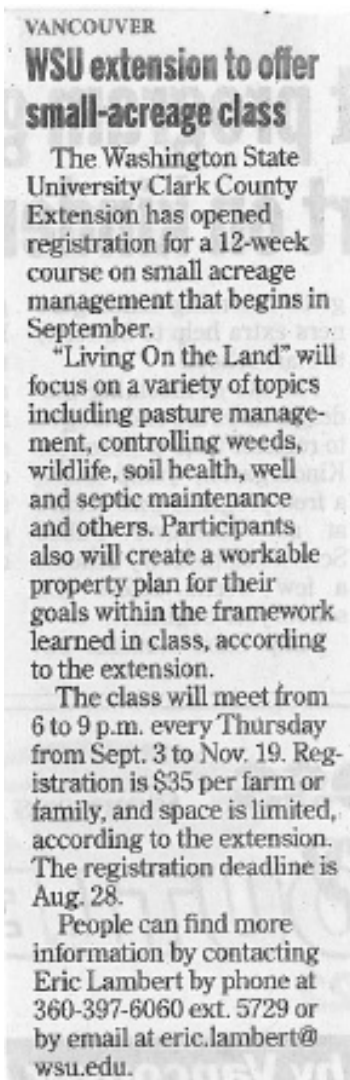 VANCOUVER
WSU extension to offer
small-acreage class
The Washington State
University Clark County
Extension has opened
registration for a 12-week
course on small acreage
management that begins in
September.
“Living On the Land” will
focus on a variety of topics
including pasture manage-
ment, controlling weeds,
wildlife, soil health, well
and septic maintenance
and others. Participants
also will create a workable
property plan for their
goals within the framework
learned in class, according
to the extension.
The class will meet from
6 to 9 p.m. every Thursday
from Sept. 3 to Nov. 19. Reg-
istration is $35 per farm or
family, and space is limited,
according to the extension.
The registration deadline is
Aug. 28.
People can find more
information by contacting
Eric Lambert by phone at
360-397-6060 ext. 5729 or
by email at eric.lambert@
wsu.edu.